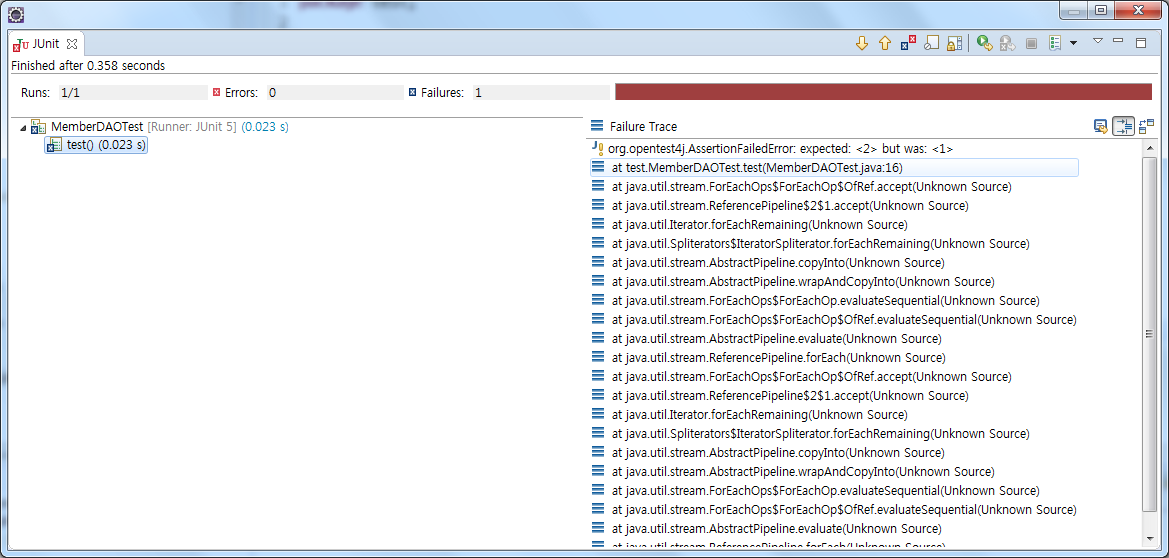 JUnit
Finished after 0.358 seconds
Runs: 1/1 Errors: 0 Failures: 1
MemberDAOTest [Runner: JUnit 5] (0.023 s)
test() (0.023 s)
Failure Trace
org.opentest4j.AssertionFailedError: expected: <2> but was: <1>
at test.MemberDAOTest.test(MemberDAOTest.java:16)
at java.util.stream.ForEachOps$ForEachOp$OfRef.accept(Unknown Source)
at java.util.stream.ReferencePipeline$2$1.accept(Unknown Source)
at java.util.Iterator.forEachRemaining(Unknown Source)
at java.util.Spliterators$IteratorSpliterator.forEachRemaining(Unknown Source)
at java.util.stream.AbstractPipeline.copyInto(Unknown Source)
at java.util.stream.AbstractPipeline.wrapAndCopyInto(Unknown Source)
at java.util.stream.ForEachOps$ForEachOp.evaluateSequential(Unknown Source)
at java.util.stream.ForEachOps$ForEachOp$OfRef.evaluateSequential(Unknown Source)
at java.util.stream.AbstractPipeline.evaluate(Unknown Source)
at java.util.stream.ReferencePipeline.forEach(Unknown Source)
at java.util.stream.ForEachOps$ForEachOp$OfRef.accept(Unknown Source)
at java.util.stream.ReferencePipeline$2$1.accept(Unknown Source)
at java.util.Iterator.forEachRemaining(Unknown Source)
at java.util.Spliterators$IteratorSpliterator.forEachRemaining(Unknown Source)
at java.util.stream.AbstractPipeline.copyInto(Unknown Source)
at java.util.stream.AbstractPipeline.wrapAndCopyInto(Unknown Source)
at java.util.stream.ForEachOps$ForEachOp.evaluateSequential(Unknown Source)
at java.util.stream.ForEachOps$ForEachOp$OfRef.evaluateSequential(Unknown Source)
at java.util.stream.AbstractPipeline.evaluate(Unknown Source)
at java.util.stream.ReferencePipeline.forEach(Unknown Source)